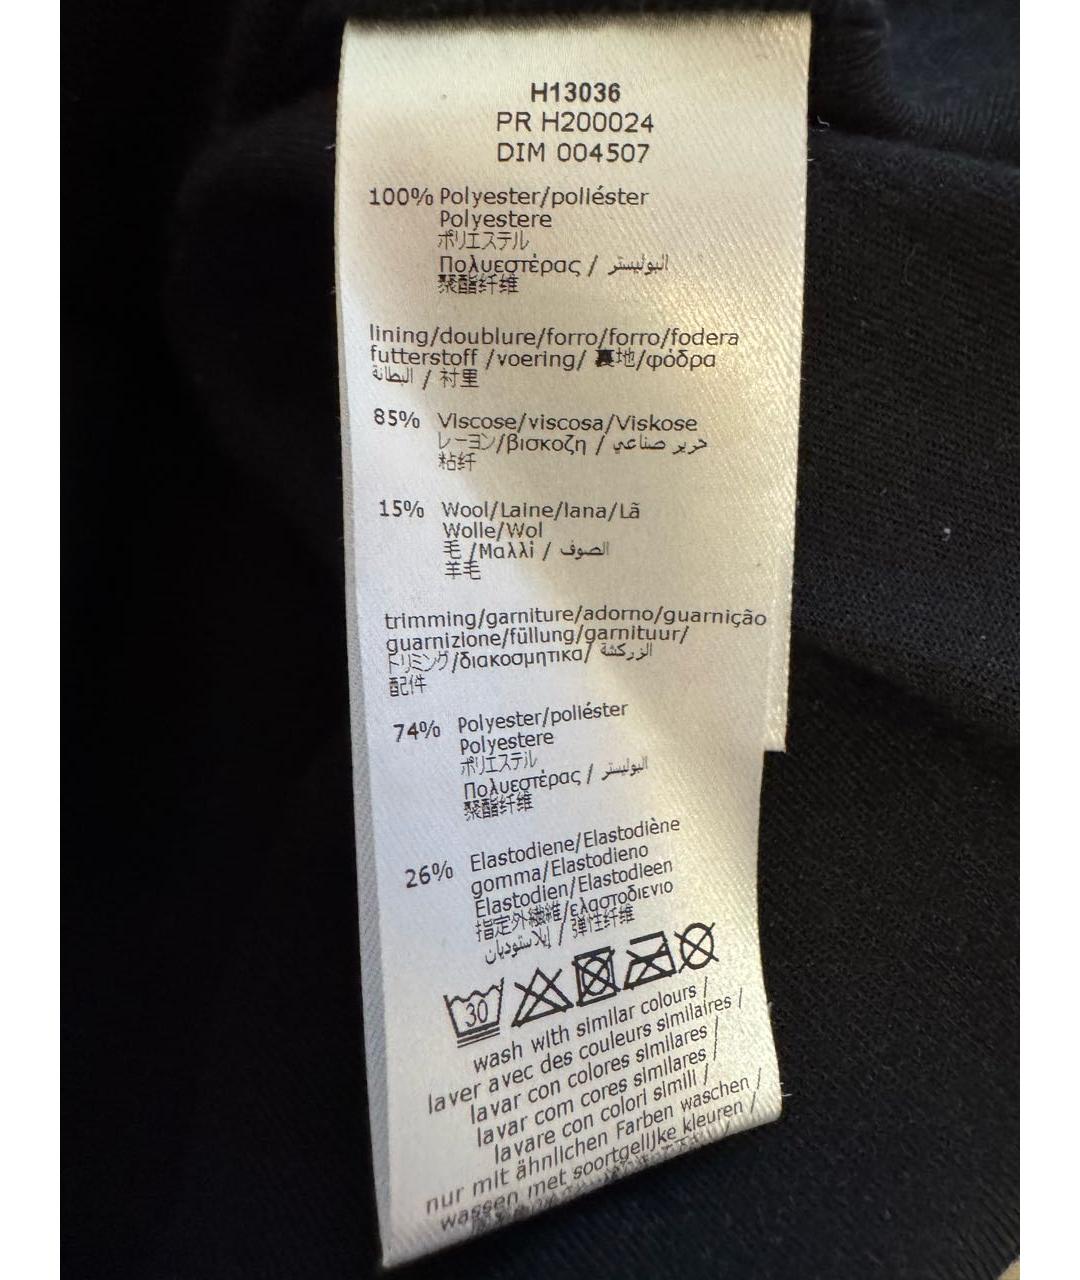 H13036
PR H200024
DIM 004507
100% Polyester/poliéster
Polyestere
ポリエステル
Πολυεστέρας / البوليستر
聚酯纤维
lining/doublure/forro/forro/fodera
futterstoff /voering/ 裏地/φόδρα
البطانة / 衬里
85% Viscose/viscosa/Viskose
レーヨン/βισκοζη / حرير صناعي
粘纤
15% Wool/Laine/lana/Lã
Wolle/Wol
毛 /Μαλλί / الصوف
羊毛
trimming/garniture/adorno/guarnição
guarnizione/füllung/garnituur/
トリミング/διακοσμητικα/ الزركشة
配件
74% Polyester/poliéster
Polyestere
ポリエステル
Πολυεστέρας / البوليستر
聚酯纤维
26% Elastodiene/Elastodiène
gomma/Elastodieno
Elastodien/Elastodieen
指定外繊維/ελαστοδιενιο
إيلاستوديان / 弹性纤维
30
wash with similar colours /
laver avec des couleurs similaires /
lavar con colores similares /
lavar com cores similares /
lavare con colori simili /
nur mit ähnlichen Farben waschen /
wassen met soortgelijke kleuren /